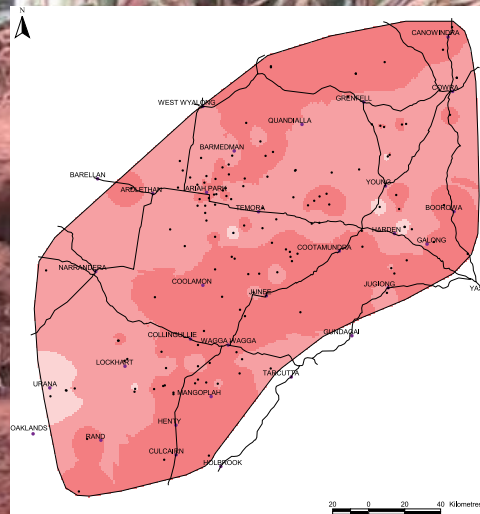 N
CANOWINDRA
COWRA
GRENFELL
WEST WYALONG
QUANDIALLA
BARMEDMAN
BARELLAN
ARDLETHAN
ARIAH PARK
YOUNG
TEMORA
BOOROWA
HARDEN
GALONG
COOTAMUNDRA
NARRANDERA
COOLAMON
JUNEE
JUGIONG
YAS
GUNDAGAI
COLLINGULLIE
WAGGA WAGGA
LOCKHART
TARCUTTA
URANA
MANGOPLAH
HENTY
OAKLANDS
RAND
CULCAIRN
HOLBROOK
20 0 20 40 Kilometres